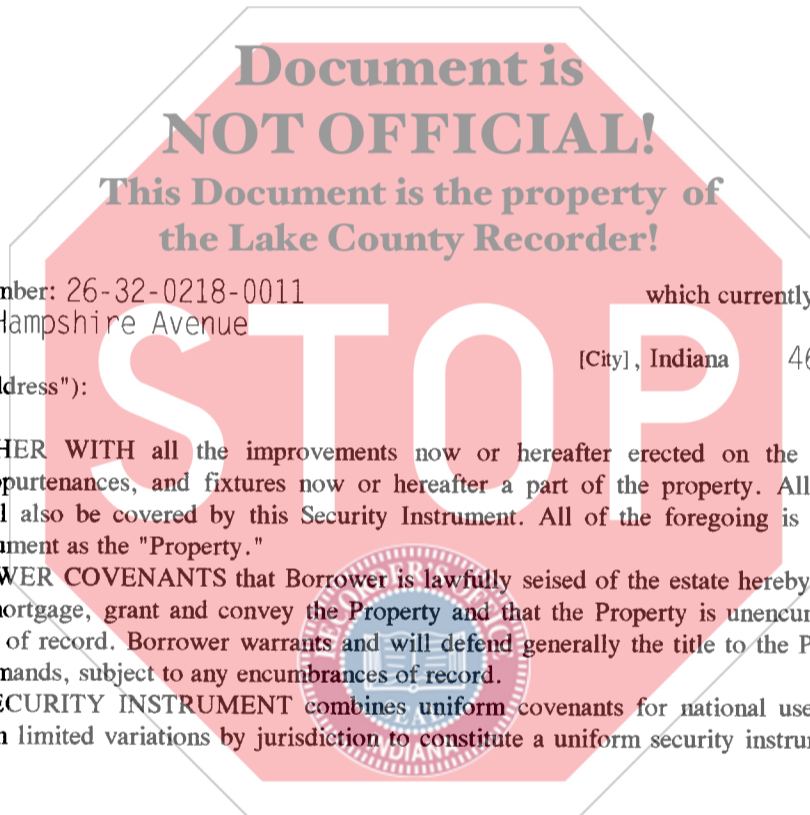 Document is
NOT OFFICIAL!
This Document is the property of
the Lake County Recorder!
mber: 26-32-0218-0011 which currently
Hampshire Avenue
[City], Indiana 46
ddress"):
STOP
HER WITH all the improvements now or hereafter erected on the
purtenances, and fixtures now or hereafter a part of the property. All
l also be covered by this Security Instrument. All of the foregoing is
ument as the "Property."
WER COVENANTS that Borrower is lawfully seised of the estate hereby
ortgage, grant and convey the Property and that the Property is unencum
of record. Borrower warrants and will defend generally the title to the P
mands, subject to any encumbrances of record.
ECURITY INSTRUMENT combines uniform covenants for national use
limited variations by jurisdiction to constitute a uniform security instrum
SEAL
INDIANA